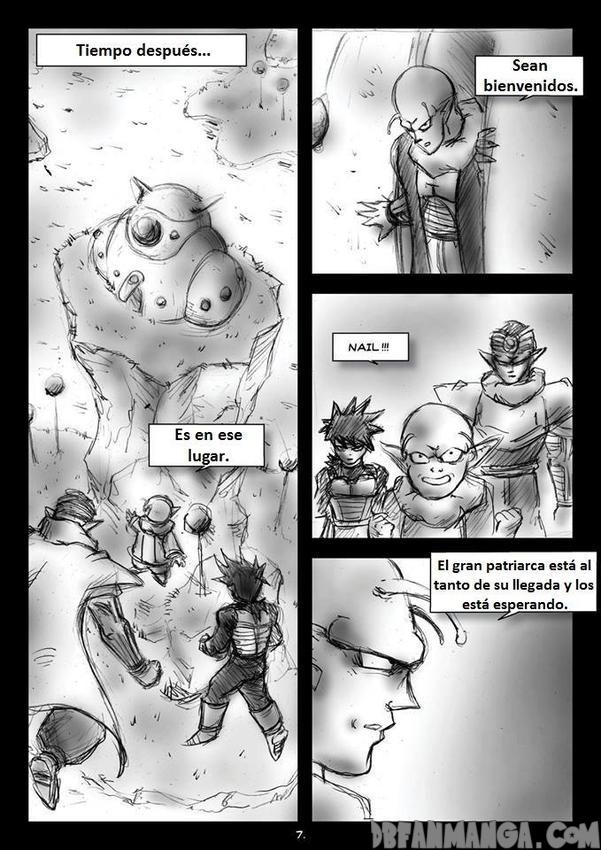 Tiempo después...
Es en ese
lugar.
Sean
bienvenidos.
NAIL !!!
El gran patriarca está al
tanto de su llegada y los
está esperando.
7.
DBFANMANGA.COM